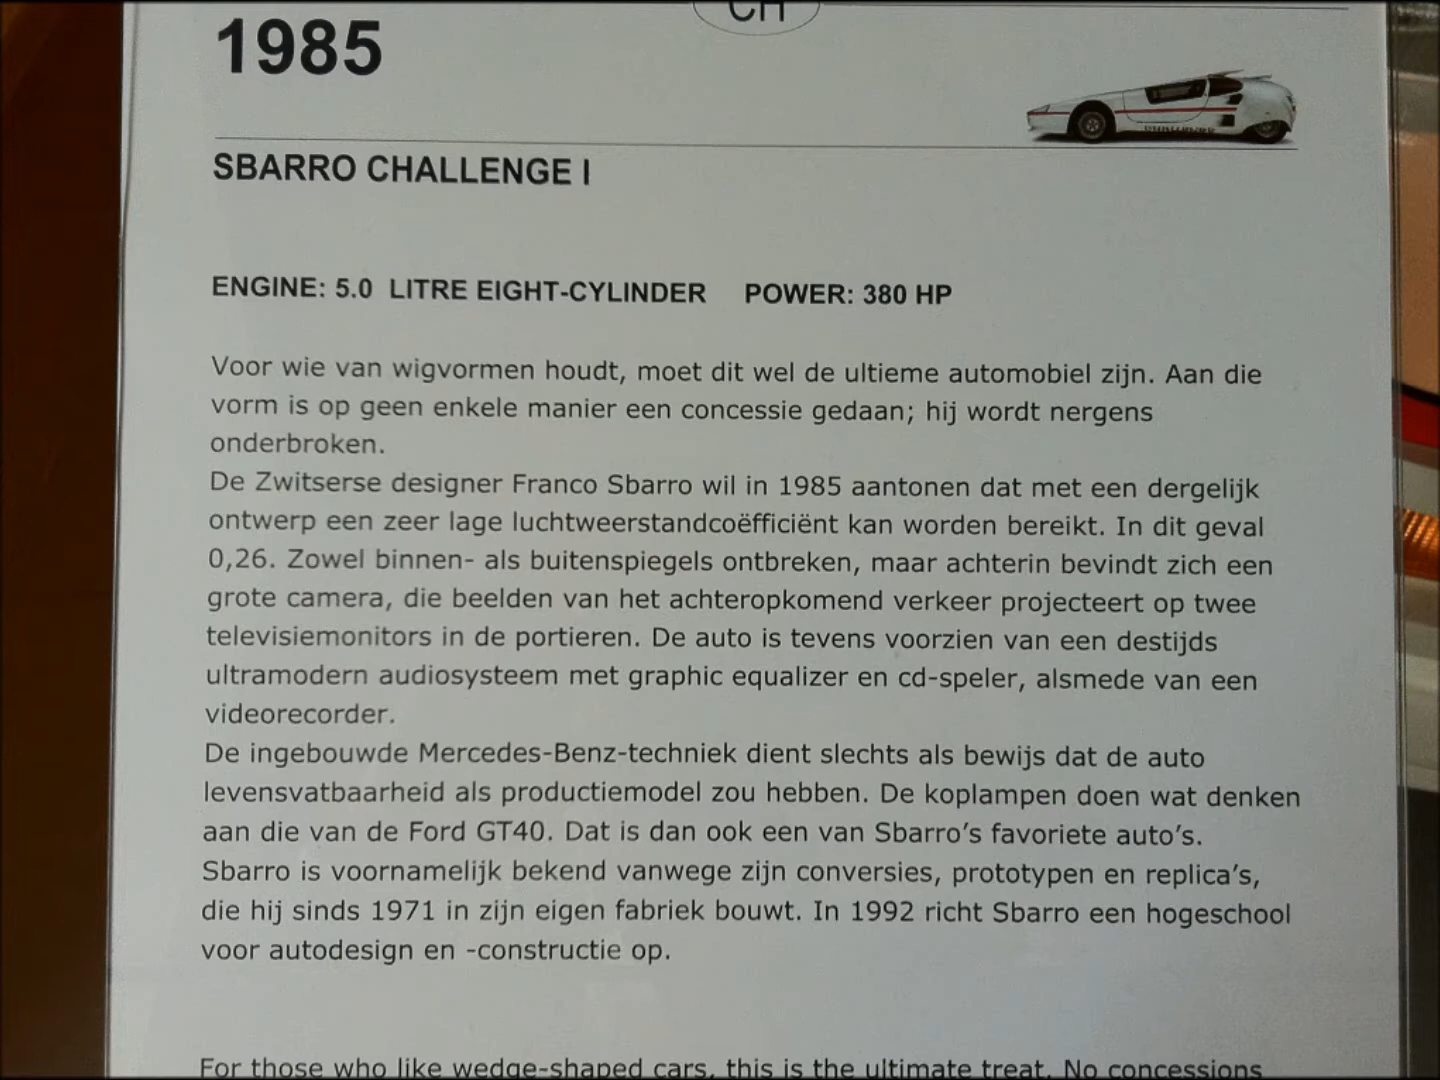 CH
1985
SBARRO CHALLENGE I
ENGINE: 5.0 LITRE EIGHT-CYLINDER POWER: 380 HP
Voor wie van wigvormen houdt, moet dit wel de ultieme automobiel zijn. Aan die
vorm is op geen enkele manier een concessie gedaan; hij wordt nergens
onderbroken.
De Zwitserse designer Franco Sbarro wil in 1985 aantonen dat met een dergelijk
ontwerp een zeer lage luchtweerstandcoëfficiënt kan worden bereikt. In dit geval
0,26. Zowel binnen- als buitenspiegels ontbreken, maar achterin bevindt zich een
grote camera, die beelden van het achteropkomend verkeer projecteert op twee
televisiemonitors in de portieren. De auto is tevens voorzien van een destijds
ultramodern audiosysteem met graphic equalizer en cd-speler, alsmede van een
videorecorder.
De ingebouwde Mercedes-Benz-techniek dient slechts als bewijs dat de auto
levensvatbaarheid als productiemodel zou hebben. De koplampen doen wat denken
aan die van de Ford GT40. Dat is dan ook een van Sbarro’s favoriete auto’s.
Sbarro is voornamelijk bekend vanwege zijn conversies, prototypen en replica’s,
die hij sinds 1971 in zijn eigen fabriek bouwt. In 1992 richt Sbarro een hogeschool
voor autodesign en -constructie op.
For those who like wedge-shaped cars, this is the ultimate treat. No concessions